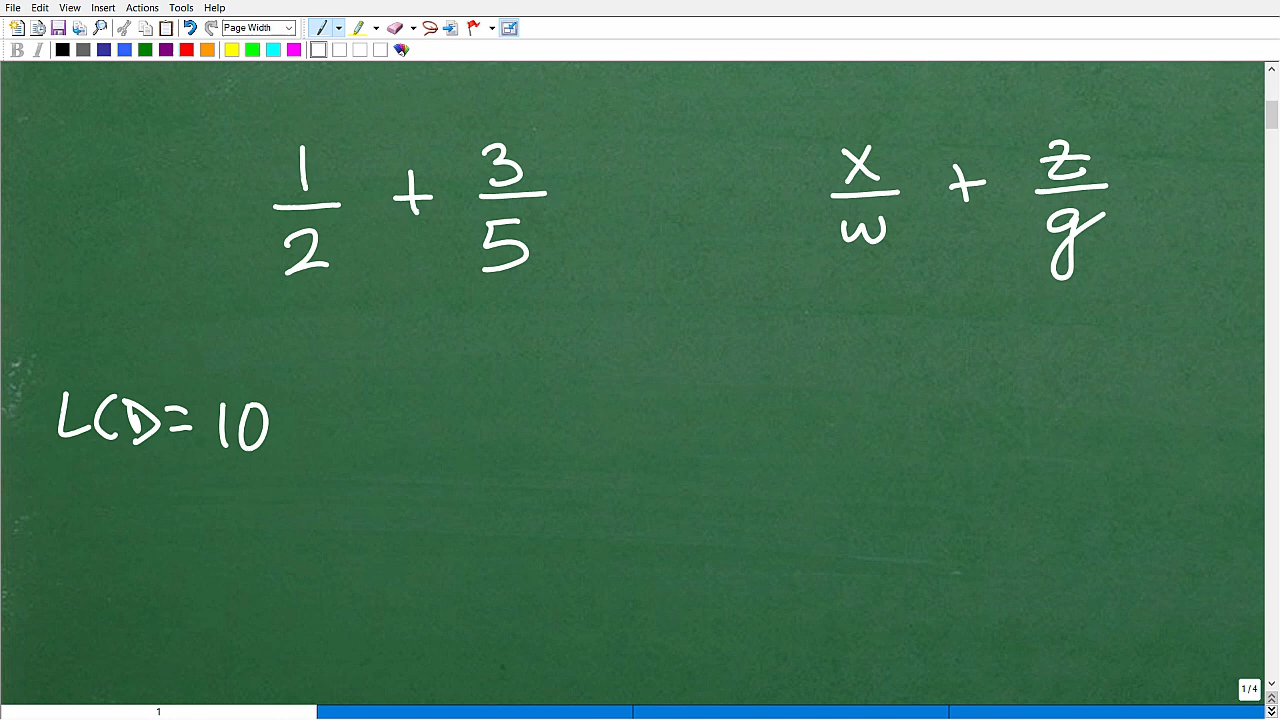 File Edit View Insert Actions Tools Help
Page Width
B I
1/2 + 3/5 x/w + z/g
LCD = 10
1/4
1